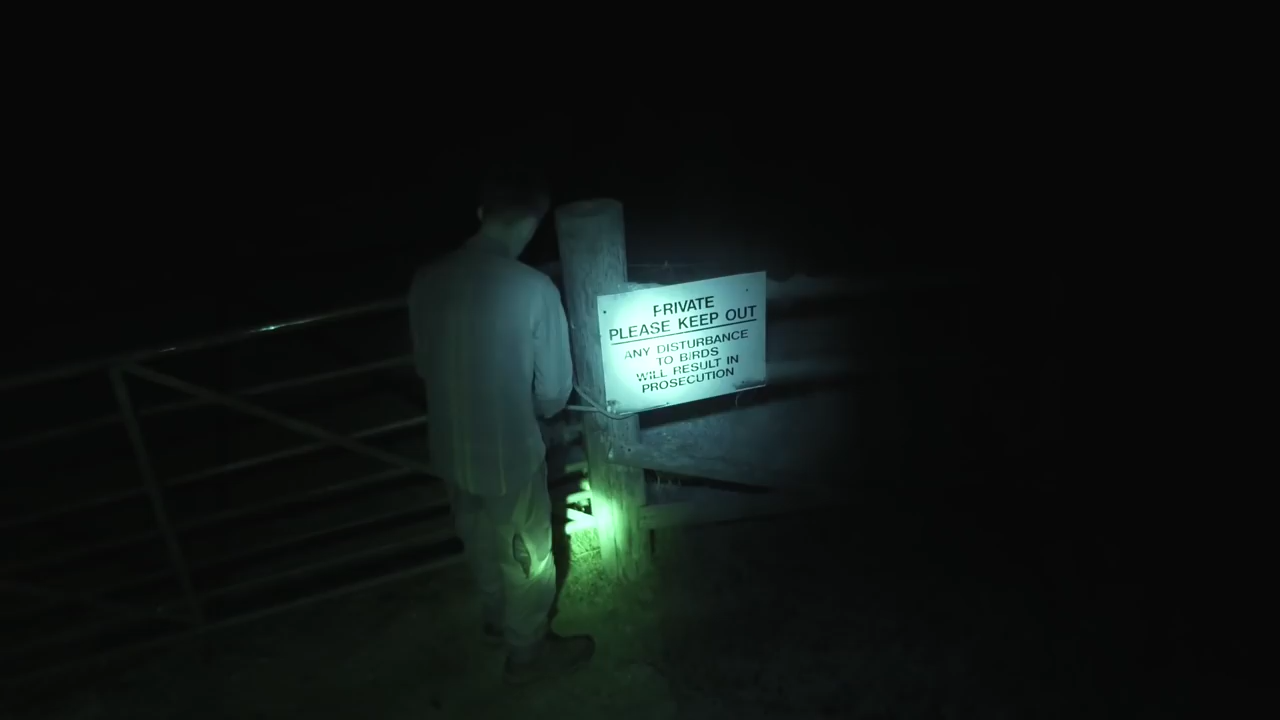 PRIVATE
PLEASE KEEP OUT
ANY DISTURBANCE
TO BIRDS
WILL RESULT IN
PROSECUTION